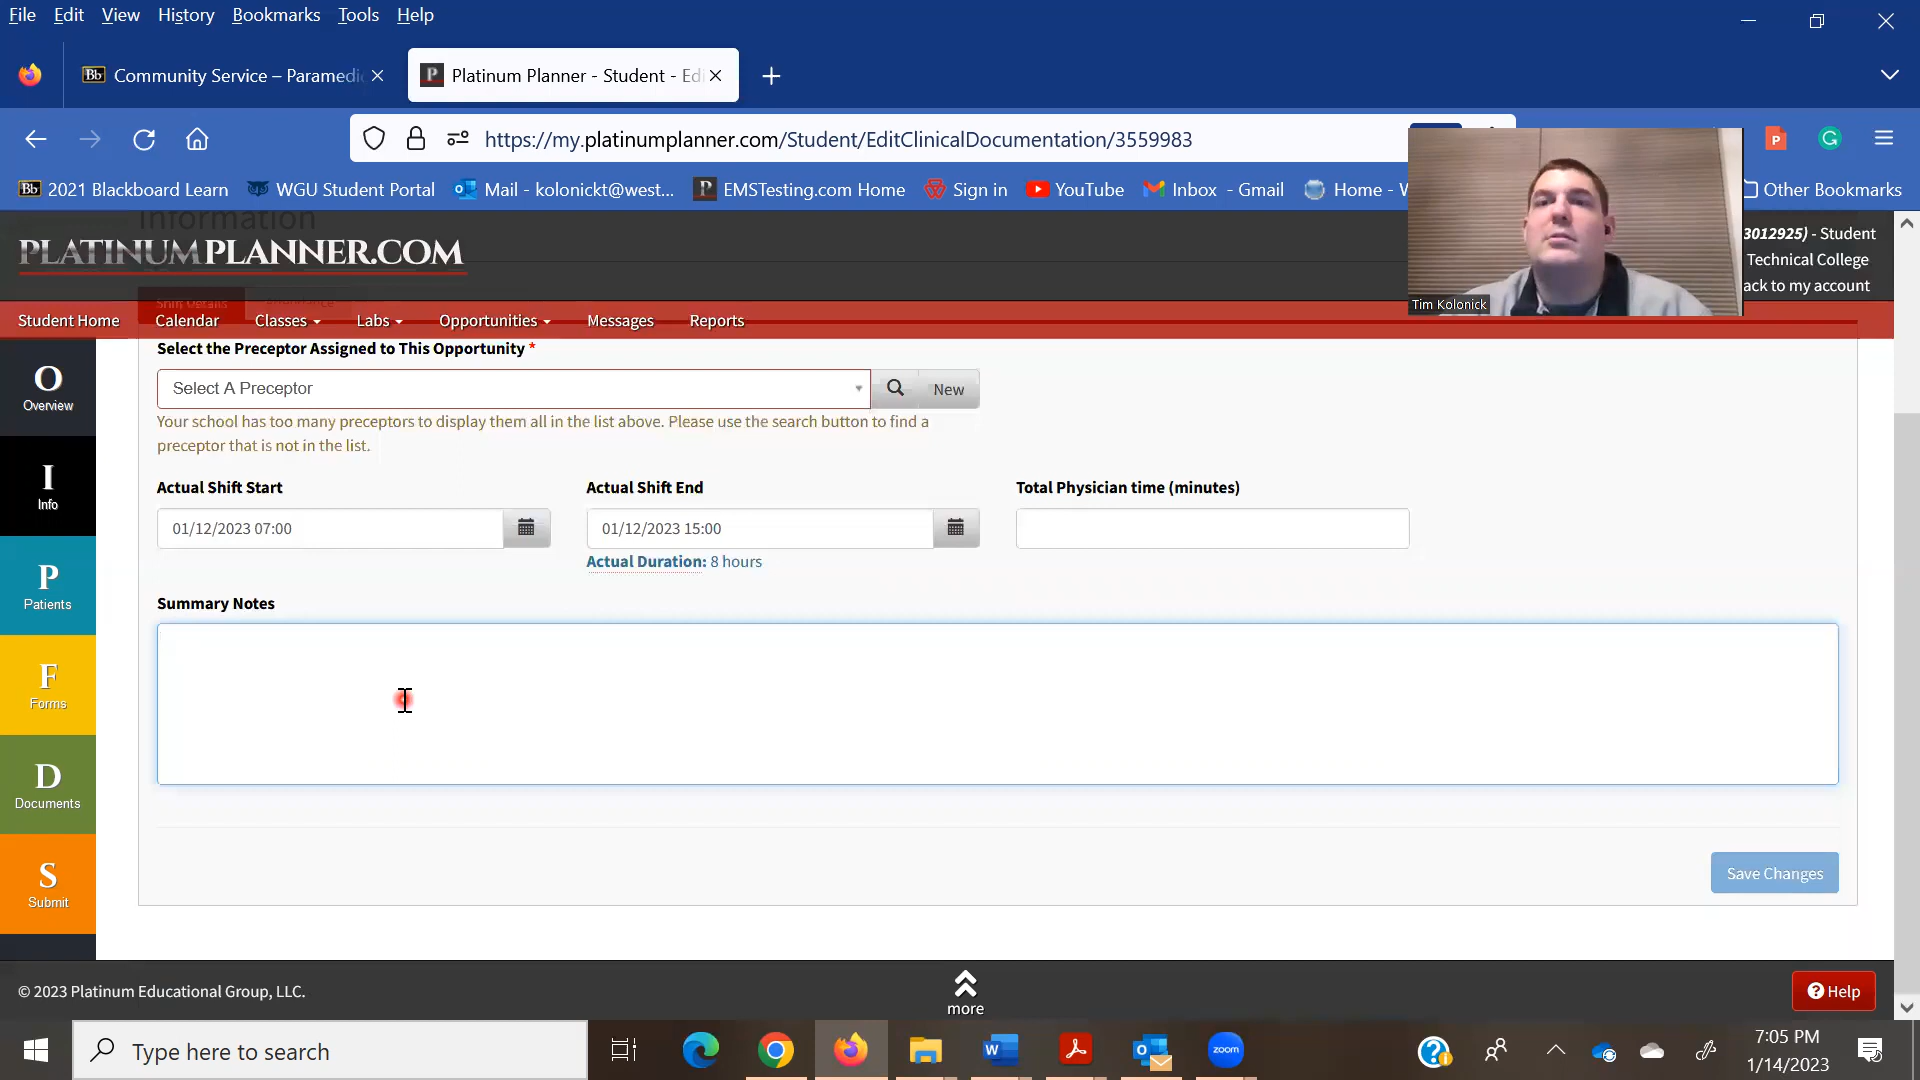 File Edit View History Bookmarks Tools Help
Bb Community Service – Paramedi
P Platinum Planner - Student - Ed
https://my.platinumplanner.com/Student/EditClinicalDocumentation/3559983
Bb 2021 Blackboard Learn WGU Student Portal Mail - kolonickt@west... P EMSTesting.com Home Sign in YouTube Inbox - Gmail Home - W Other Bookmarks
Information
PLATINUMPLANNER.COM
3012925) - Student
Technical College
ack to my account
Tim Kolonick
Shift Details
Student Home Calendar Classes Labs Opportunities Messages Reports
O
Overview
I
Info
P
Patients
F
Forms
D
Documents
S
Submit
Select the Preceptor Assigned to This Opportunity *
Select A Preceptor New
Your school has too many preceptors to display them all in the list above. Please use the search button to find a
preceptor that is not in the list.
Actual Shift Start Actual Shift End Total Physician time (minutes)
01/12/2023 07:00 01/12/2023 15:00
Actual Duration: 8 hours
Summary Notes
Save Changes
© 2023 Platinum Educational Group, LLC.
more
Help
Type here to search
zoom
7:05 PM
1/14/2023